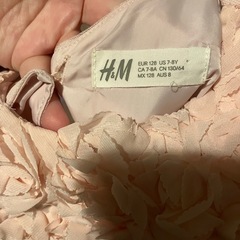 H&M
EUR 128 US 7-8Y
CA 7-8A CN 130/64
MX 128 AUS 8